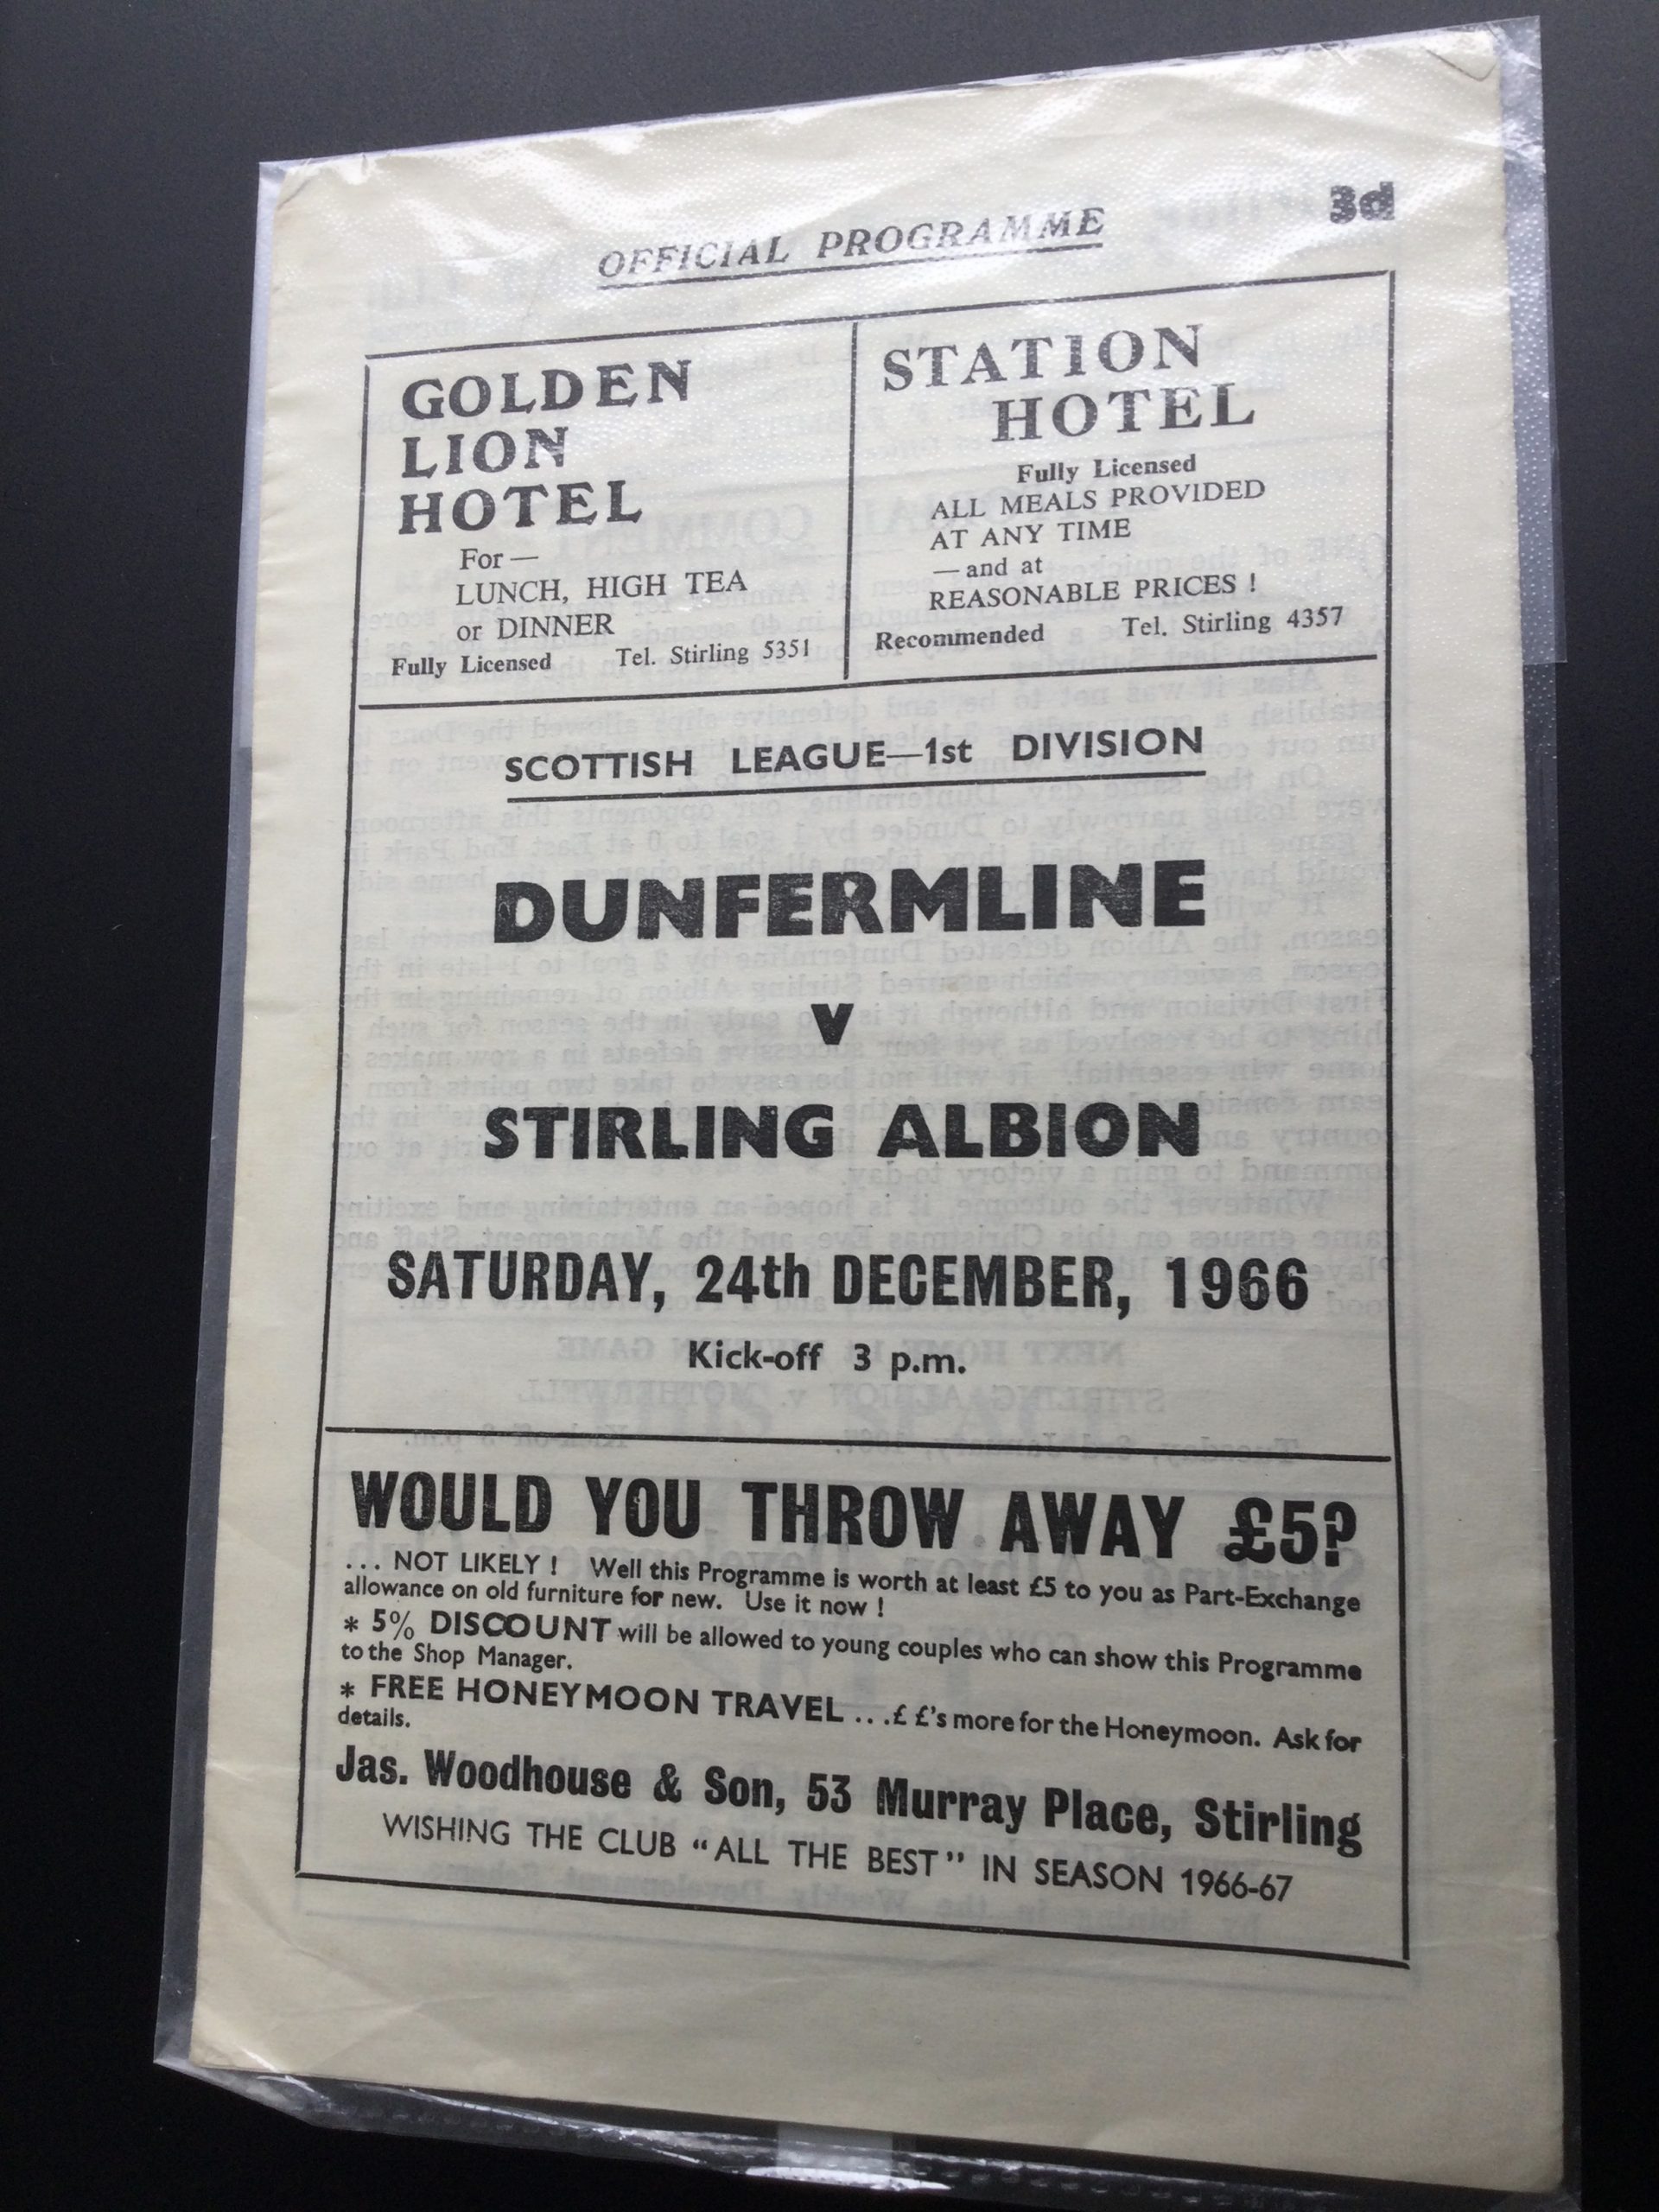 OFFICIAL PROGRAMME
3d
GOLDEN
LION
HOTEL
For —
LUNCH, HIGH TEA
or DINNER
Fully Licensed Tel. Stirling 5351
STATION
HOTEL
Fully Licensed
ALL MEALS PROVIDED
AT ANY TIME
— and at
REASONABLE PRICES !
Recommended Tel. Stirling 4357
SCOTTISH LEAGUE—1st DIVISION
DUNFERMLINE
v
STIRLING ALBION
SATURDAY, 24th DECEMBER, 1966
Kick-off 3 p.m.
WOULD YOU THROW AWAY £5?
... NOT LIKELY ! Well this Programme is worth at least £5 to you as Part-Exchange
allowance on old furniture for new. Use it now !
* 5% DISCOUNT will be allowed to young couples who can show this Programme
to the Shop Manager.
* FREE HONEYMOON TRAVEL ... £ £'s more for the Honeymoon. Ask for
details.
Jas. Woodhouse & Son, 53 Murray Place, Stirling
WISHING THE CLUB “ALL THE BEST” IN SEASON 1966-67